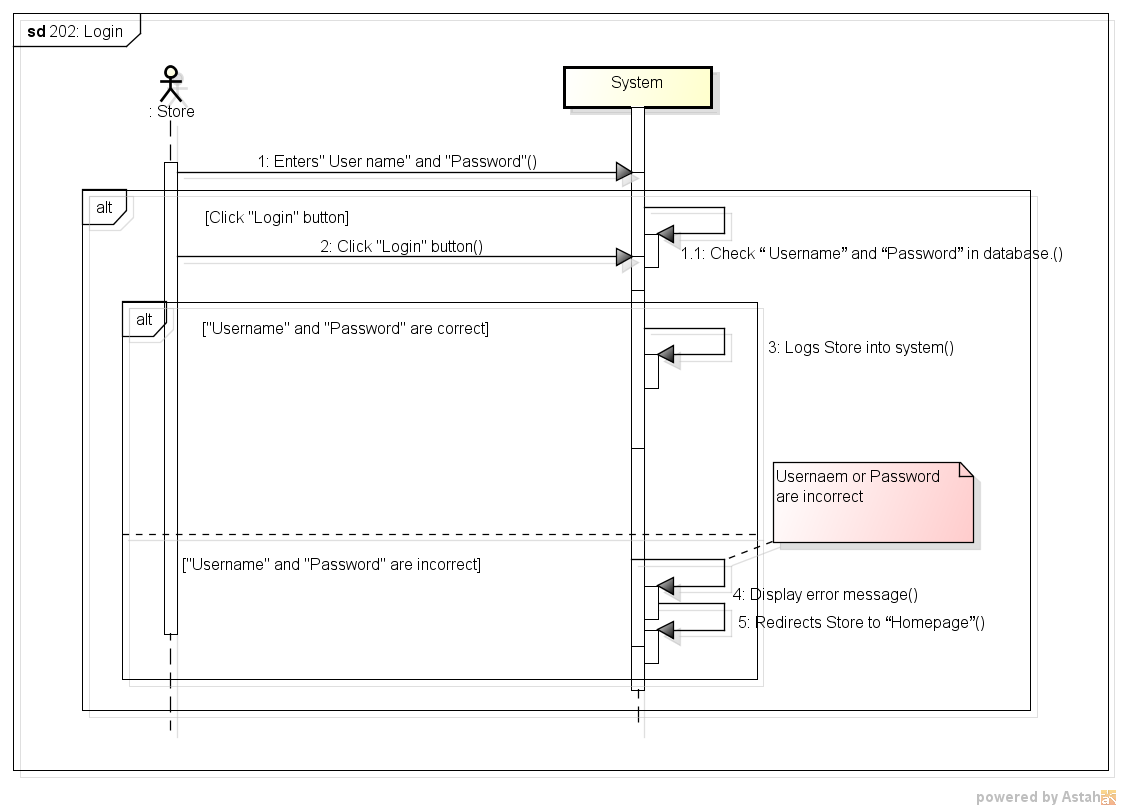 sd 202: Login
: Store
System
1: Enters" User name" and "Password"()
alt
[Click "Login" button]
2: Click "Login" button()
1.1: Check “ Username” and “Password” in database.()
alt
["Username" and "Password" are correct]
3: Logs Store into system()
Usernaem or Password
are incorrect
["Username" and "Password" are incorrect]
4: Display error message()
5: Redirects Store to “Homepage”()
powered by Astah